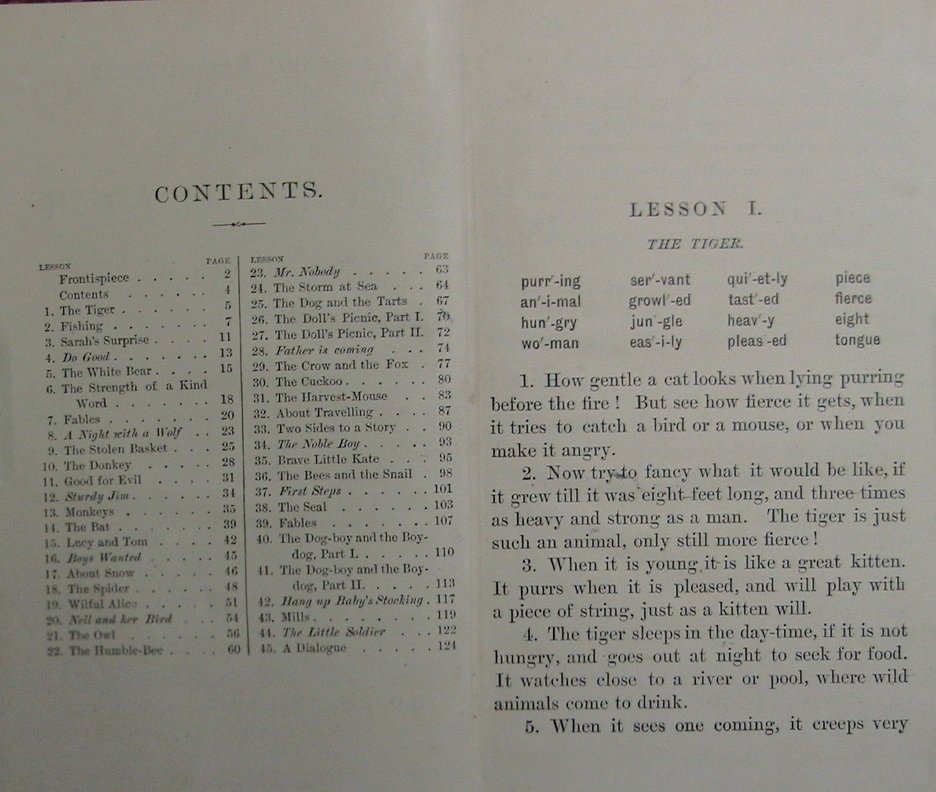 CONTENTS.
LESSON PAGE
Frontispiece . . . . . 2
Contents . . . . . . 4
1. The Tiger . . . . . . 5
2. Fishing . . . . . . . 7
3. Sarah's Surprise . . . . 11
4. Do Good . . . . . . . 13
5. The White Bear . . . . 15
6. The Strength of a Kind
Word . . . . . . . 18
7. Fables . . . . . . . 20
8. A Night with a Wolf . . 23
9. The Stolen Basket . . . 25
10. The Donkey . . . . . 28
11. Good for Evil . . . . 31
12. Sturdy Jim . . . . . . 34
13. Monkeys . . . . . . 35
14. The Bat . . . . . . . 39
15. Lucy and Tom . . . . 42
16. Boys Wanted . . . . . 45
17. About Snow . . . . . 46
18. The Spider . . . . . . 48
19. Wilful Alice . . . . . 51
20. Nell and her Bird . . . 54
21. The Owl . . . . . . 56
22. The Humble-Bee . . . . 60
LESSON PAGE
23. Mr. Nobody . . . . . 63
24. The Storm at Sea . . . 64
25. The Dog and the Tarts . 67
26. The Doll's Picnic, Part I. 70
27. The Doll's Picnic, Part II. 72
28. Father is coming . . . 74
29. The Crow and the Fox . 77
30. The Cuckoo . . . . . . 80
31. The Harvest-Mouse . . 83
32. About Travelling . . . . 87
33. Two Sides to a Story . . 90
34. The Noble Boy . . . . . 93
35. Brave Little Kate . . . 95
36. The Bees and the Snail . 98
37. First Steps . . . . . . 101
38. The Seal . . . . . . 103
39. Fables . . . . . . . 107
40. The Dog-boy and the Boy-
dog, Part I. . . . . . 110
41. The Dog-boy and the Boy-
dog, Part II. . . . . 113
42. Hang up Baby's Stocking . 117
43. Mills . . . . . . . . 119
44. The Little Soldier . . . 122
45. A Dialogue . . . . . 124
LESSON I.
THE TIGER.
purr'-ing ser'-vant qui'-et-ly piece
an'-i-mal growl'-ed tast'-ed fierce
hun'-gry jun'-gle heav'-y eight
wo'-man eas'-i-ly pleas'-ed tongue
1. How gentle a cat looks when lying purring
before the fire! But see how fierce it gets, when
it tries to catch a bird or a mouse, or when you
make it angry.
2. Now try to fancy what it would be like, if
it grew till it was eight feet long, and three times
as heavy and strong as a man. The tiger is just
such an animal, only still more fierce!
3. When it is young, it is like a great kitten.
It purrs when it is pleased, and will play with
a piece of string, just as a kitten will.
4. The tiger sleeps in the day-time, if it is not
hungry, and goes out at night to seek for food.
It watches close to a river or pool, where wild
animals come to drink.
5. When it sees one coming, it creeps very